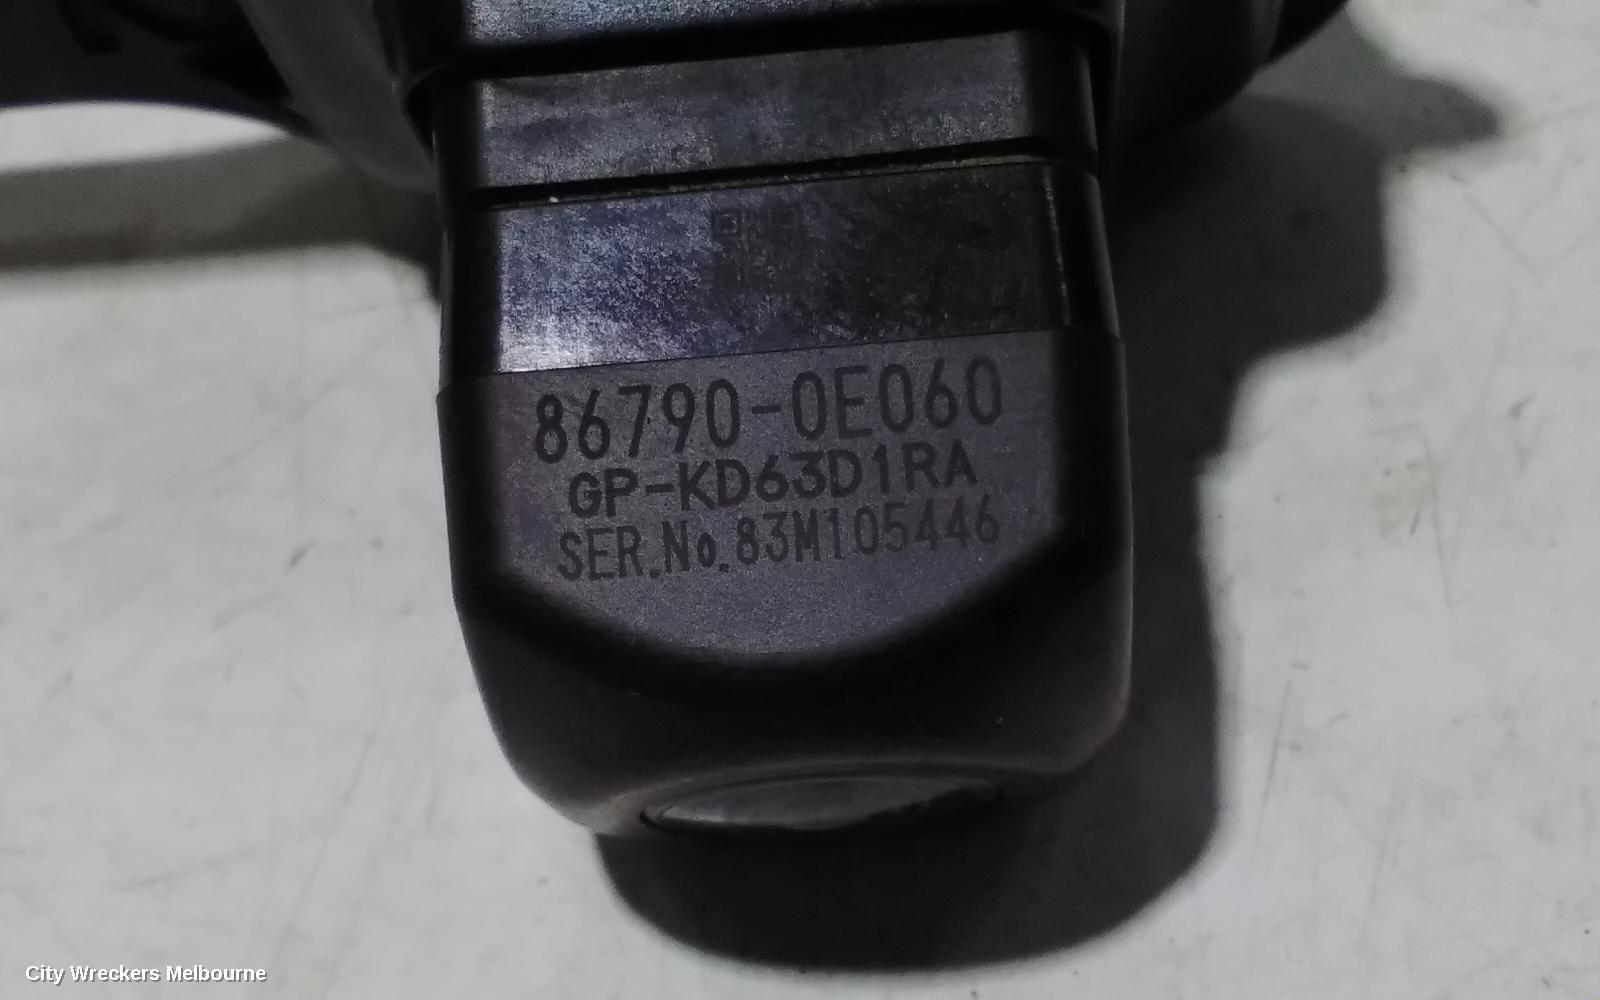 86790-0E060
GP-KD63D1RA
SER.No.83M105446
City Wreckers Melbourne